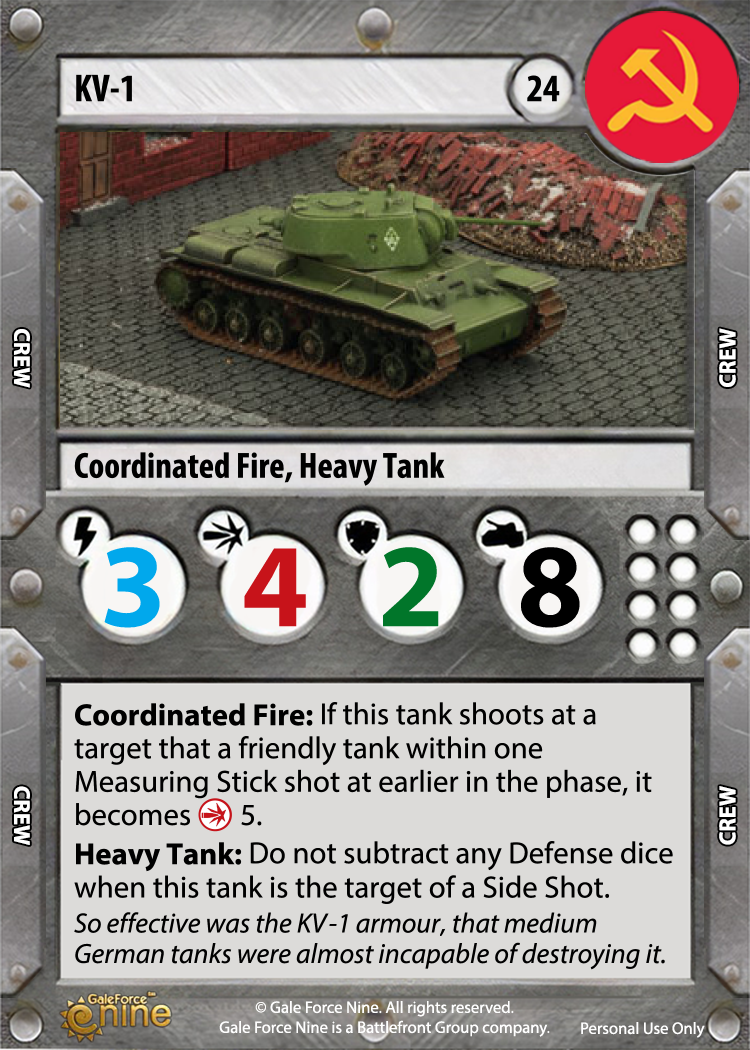 KV-1
24
CREW
CREW
Coordinated Fire, Heavy Tank
3 4 2 8
Coordinated Fire: If this tank shoots at a
target that a friendly tank within one
Measuring Stick shot at earlier in the phase, it
becomes 5.
Heavy Tank: Do not subtract any Defense dice
when this tank is the target of a Side Shot.
So effective was the KV-1 armour, that medium
German tanks were almost incapable of destroying it.
CREW
CREW
GaleForce™
nine
© Gale Force Nine. All rights reserved.
Gale Force Nine is a Battlefront Group company.
Personal Use Only